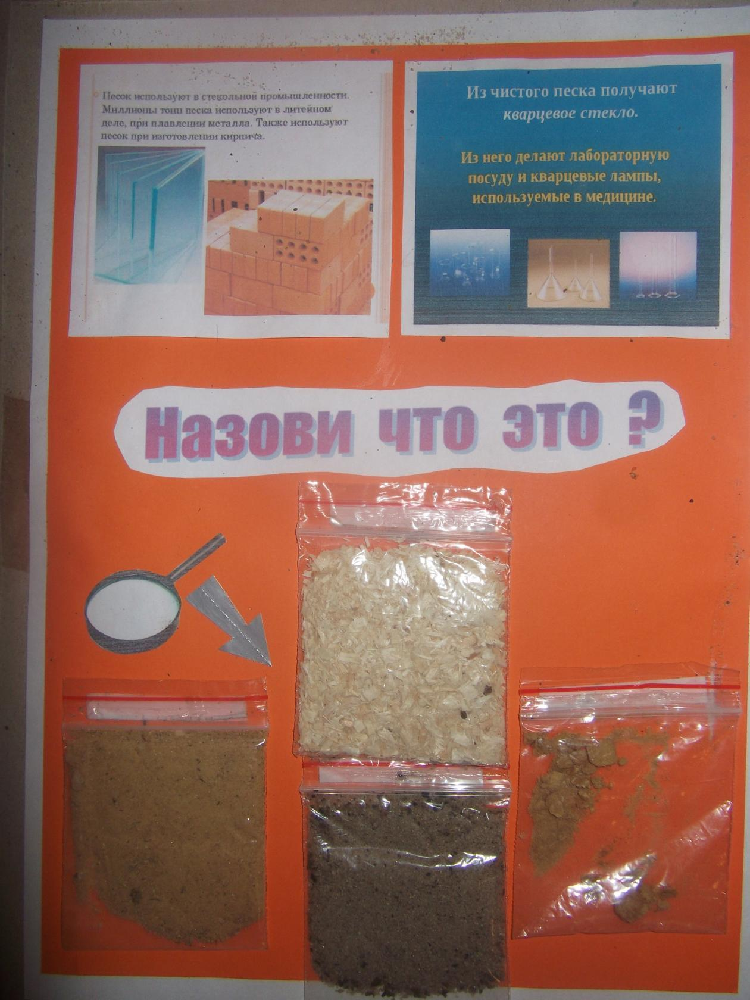 Песок используют в стекольной промышленности.
Миллионы тонн песка используют в литейном
деле, при плавлении металла. Также используют
песок при изготовлении кирпича.
Из чистого песка получают
кварцевое стекло.
Из него делают лабораторную
посуду и кварцевые лампы,
используемые в медицине.
Назови что это ?